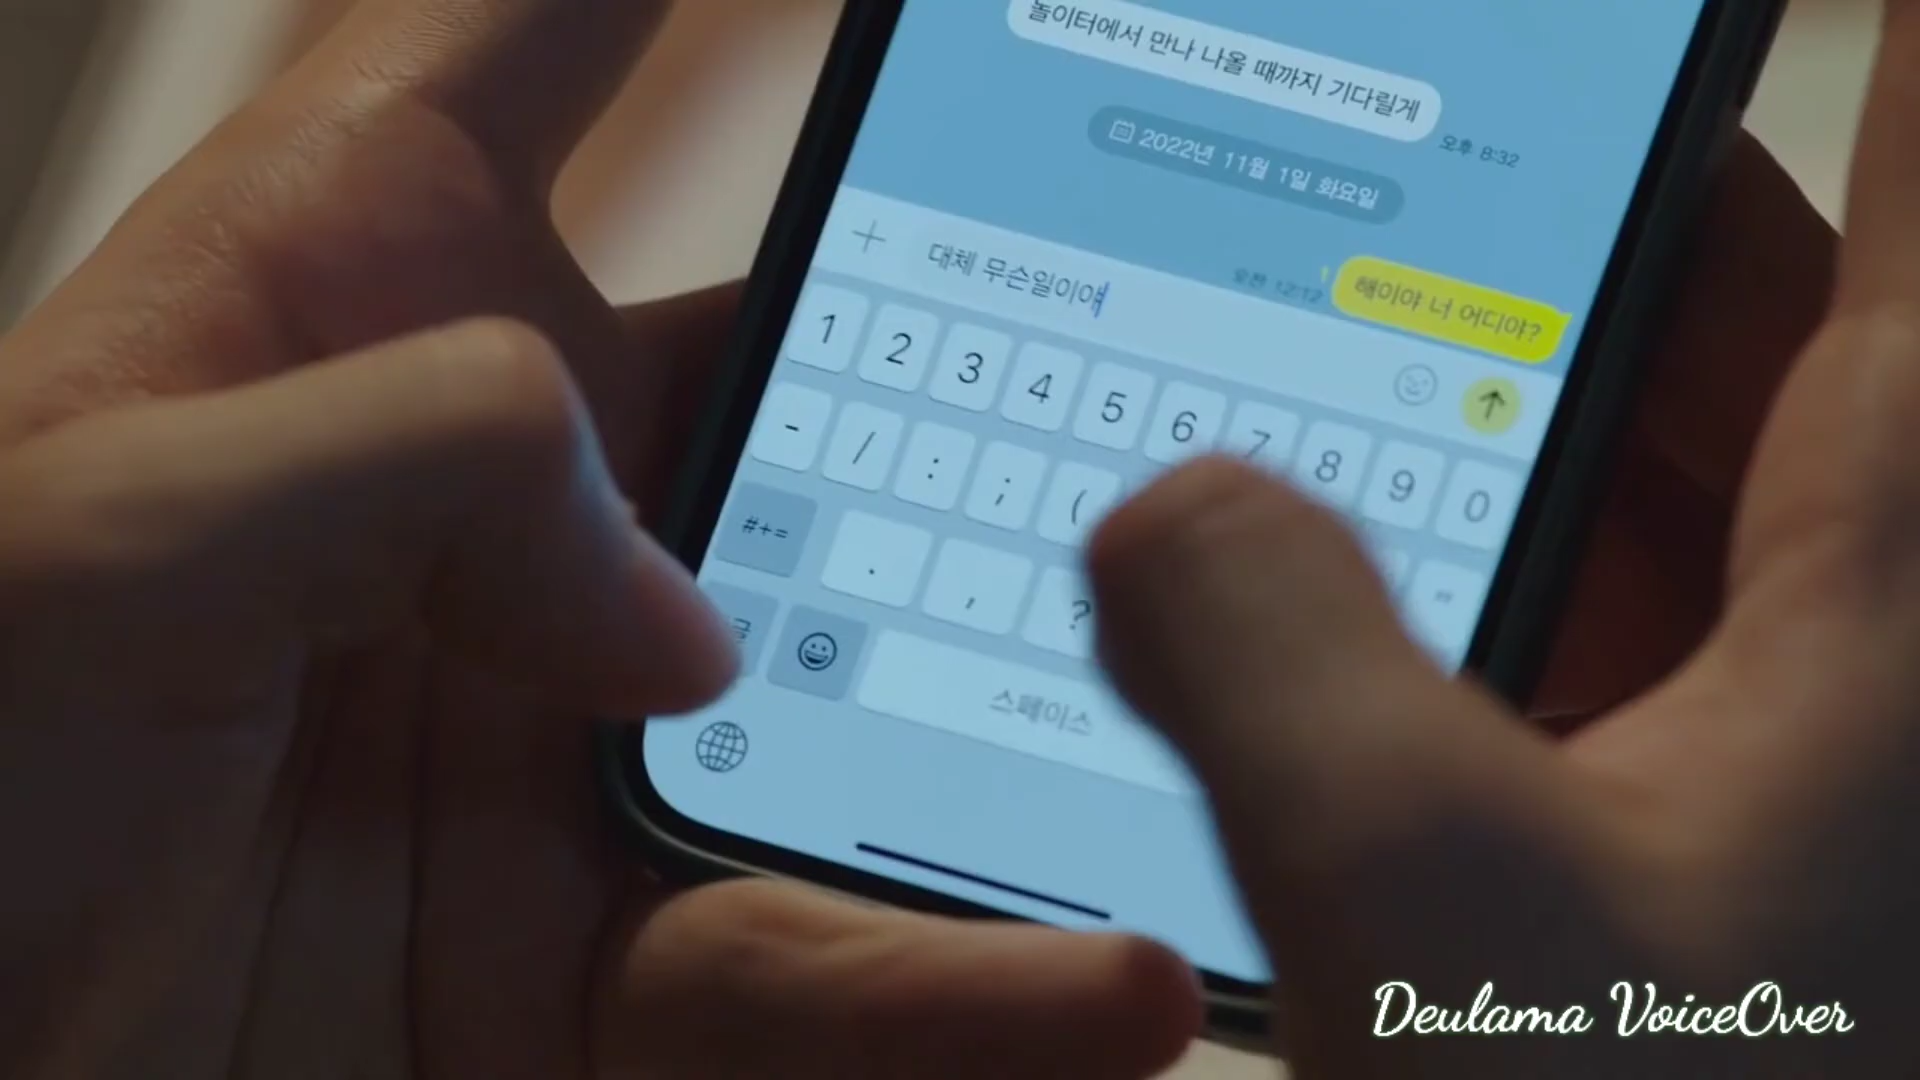 놀이터에서 만나 나올 때까지 기다릴게
오후 8:32
2022년 11월 1일 화요일
1
오전 12:12
해이야 너 어디야?
대체 무슨일이야
1 2 3 4 5 6 7 8 9 0
- / : ; ( "
#+= . , ?
스페이스
Deulama VoiceOver